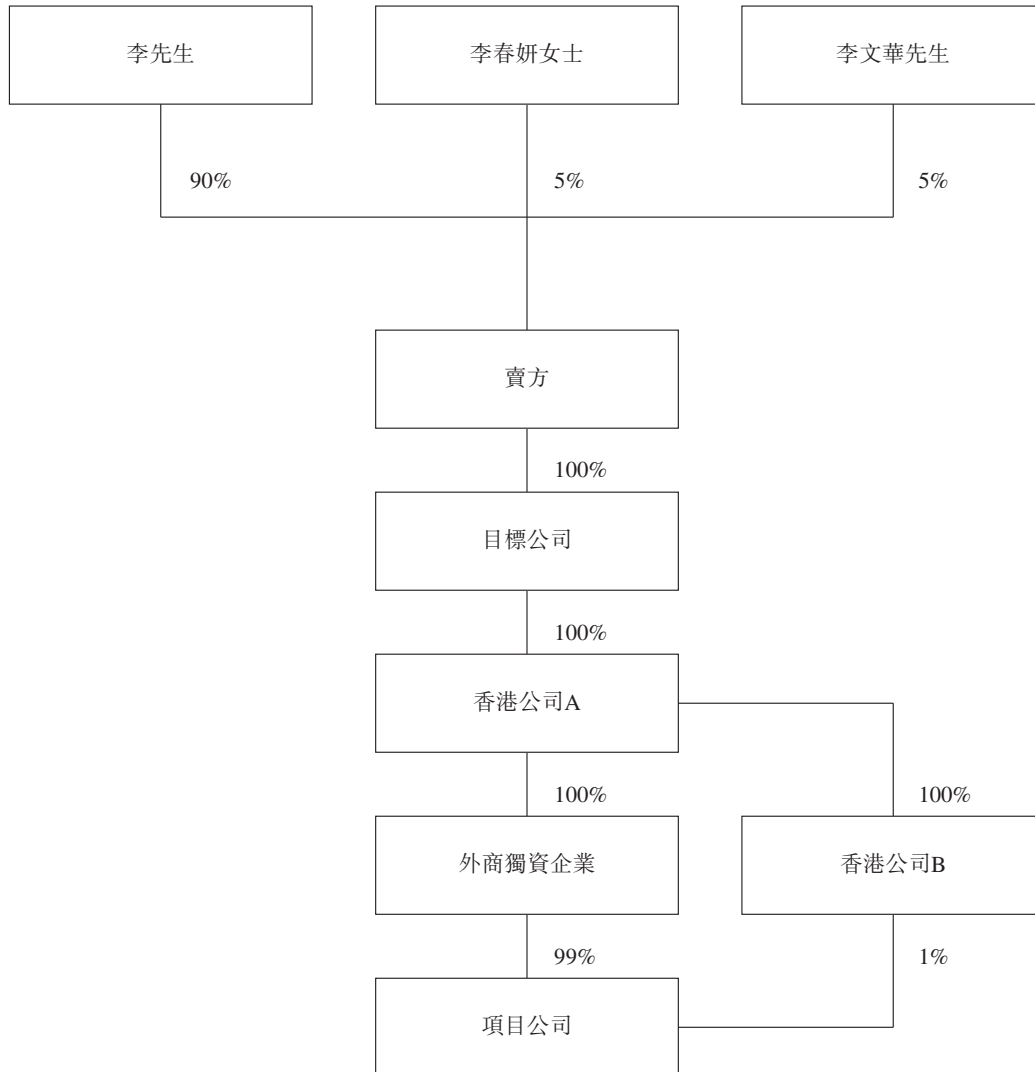 李先生
李春妍女士
李文華先生
90%
5%
5%
賣方
100%
目標公司
100%
香港公司A
100%
100%
外商獨資企業
香港公司B
99%
1%
項目公司